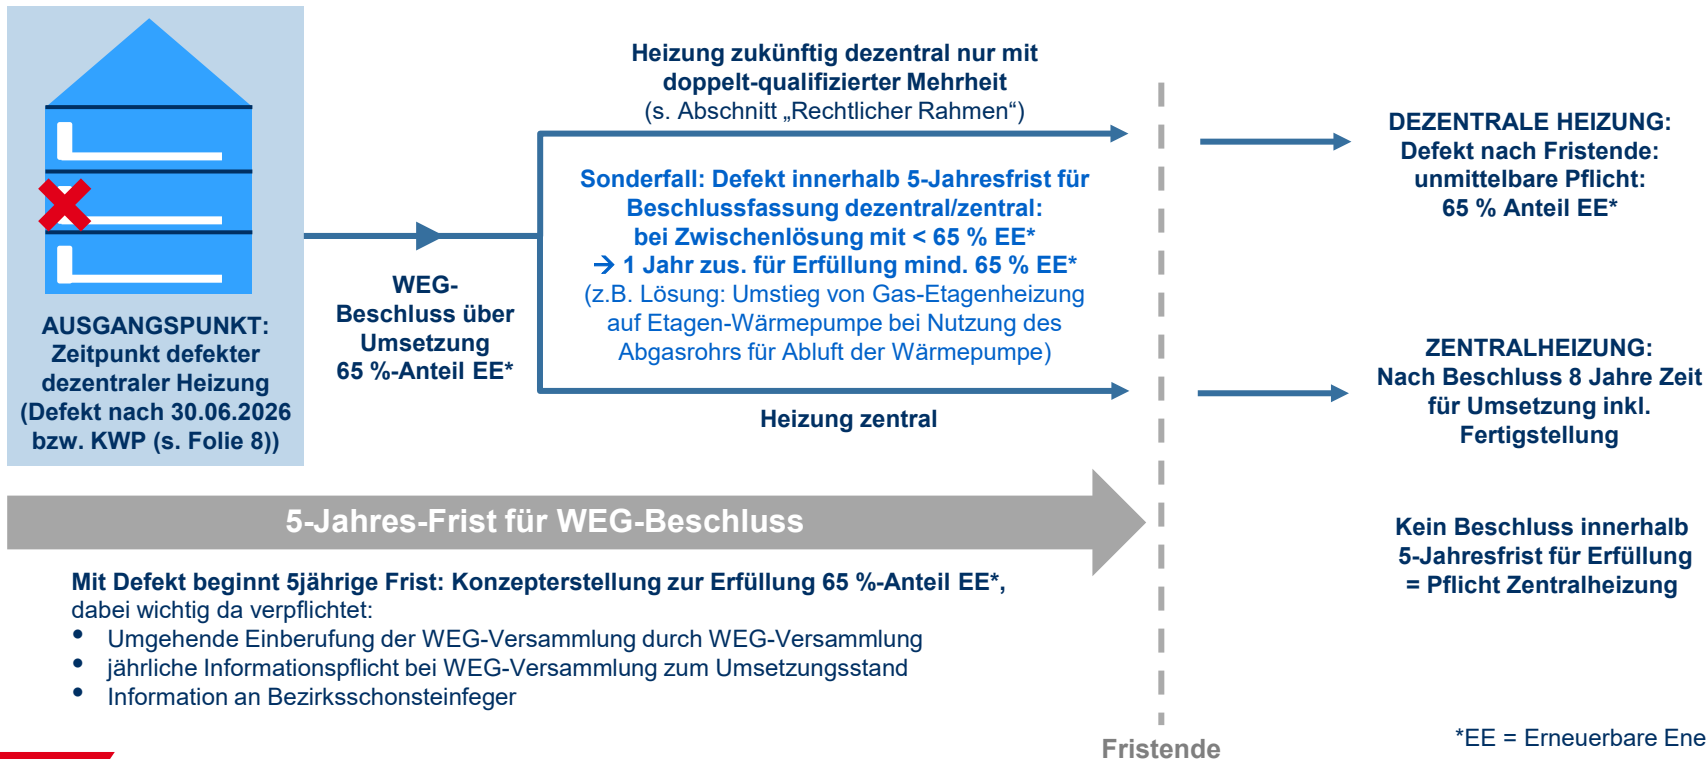 Heizung zukünftig dezentral nur mit
doppelt-qualifizierter Mehrheit
(s. Abschnitt „Rechtlicher Rahmen“)
Sonderfall: Defekt innerhalb 5-Jahresfrist für
Beschlussfassung dezentral/zentral:
bei Zwischenlösung mit < 65 % EE*
→ 1 Jahr zus. für Erfüllung mind. 65 % EE*
(z.B. Lösung: Umstieg von Gas-Etagenheizung
auf Etagen-Wärmepumpe bei Nutzung des
Abgasrohrs für Abluft der Wärmepumpe)
Heizung zentral
WEG-
Beschluss über
Umsetzung
65 %-Anteil EE*
AUSGANGSPUNKT:
Zeitpunkt defekter
dezentraler Heizung
(Defekt nach 30.06.2026
bzw. KWP (s. Folie 8))
DEZENTRALE HEIZUNG:
Defekt nach Fristende:
unmittelbare Pflicht:
65 % Anteil EE*
ZENTRALHEIZUNG:
Nach Beschluss 8 Jahre Zeit
für Umsetzung inkl.
Fertigstellung
Kein Beschluss innerhalb
5-Jahresfrist für Erfüllung
= Pflicht Zentralheizung
5-Jahres-Frist für WEG-Beschluss
Mit Defekt beginnt 5jährige Frist: Konzepterstellung zur Erfüllung 65 %-Anteil EE*,
dabei wichtig da verpflichtet:
• Umgehende Einberufung der WEG-Versammlung durch WEG-Versammlung
• jährliche Informationspflicht bei WEG-Versammlung zum Umsetzungsstand
• Information an Bezirksschonsteinfeger
Fristende
*EE = Erneuerbare Ene